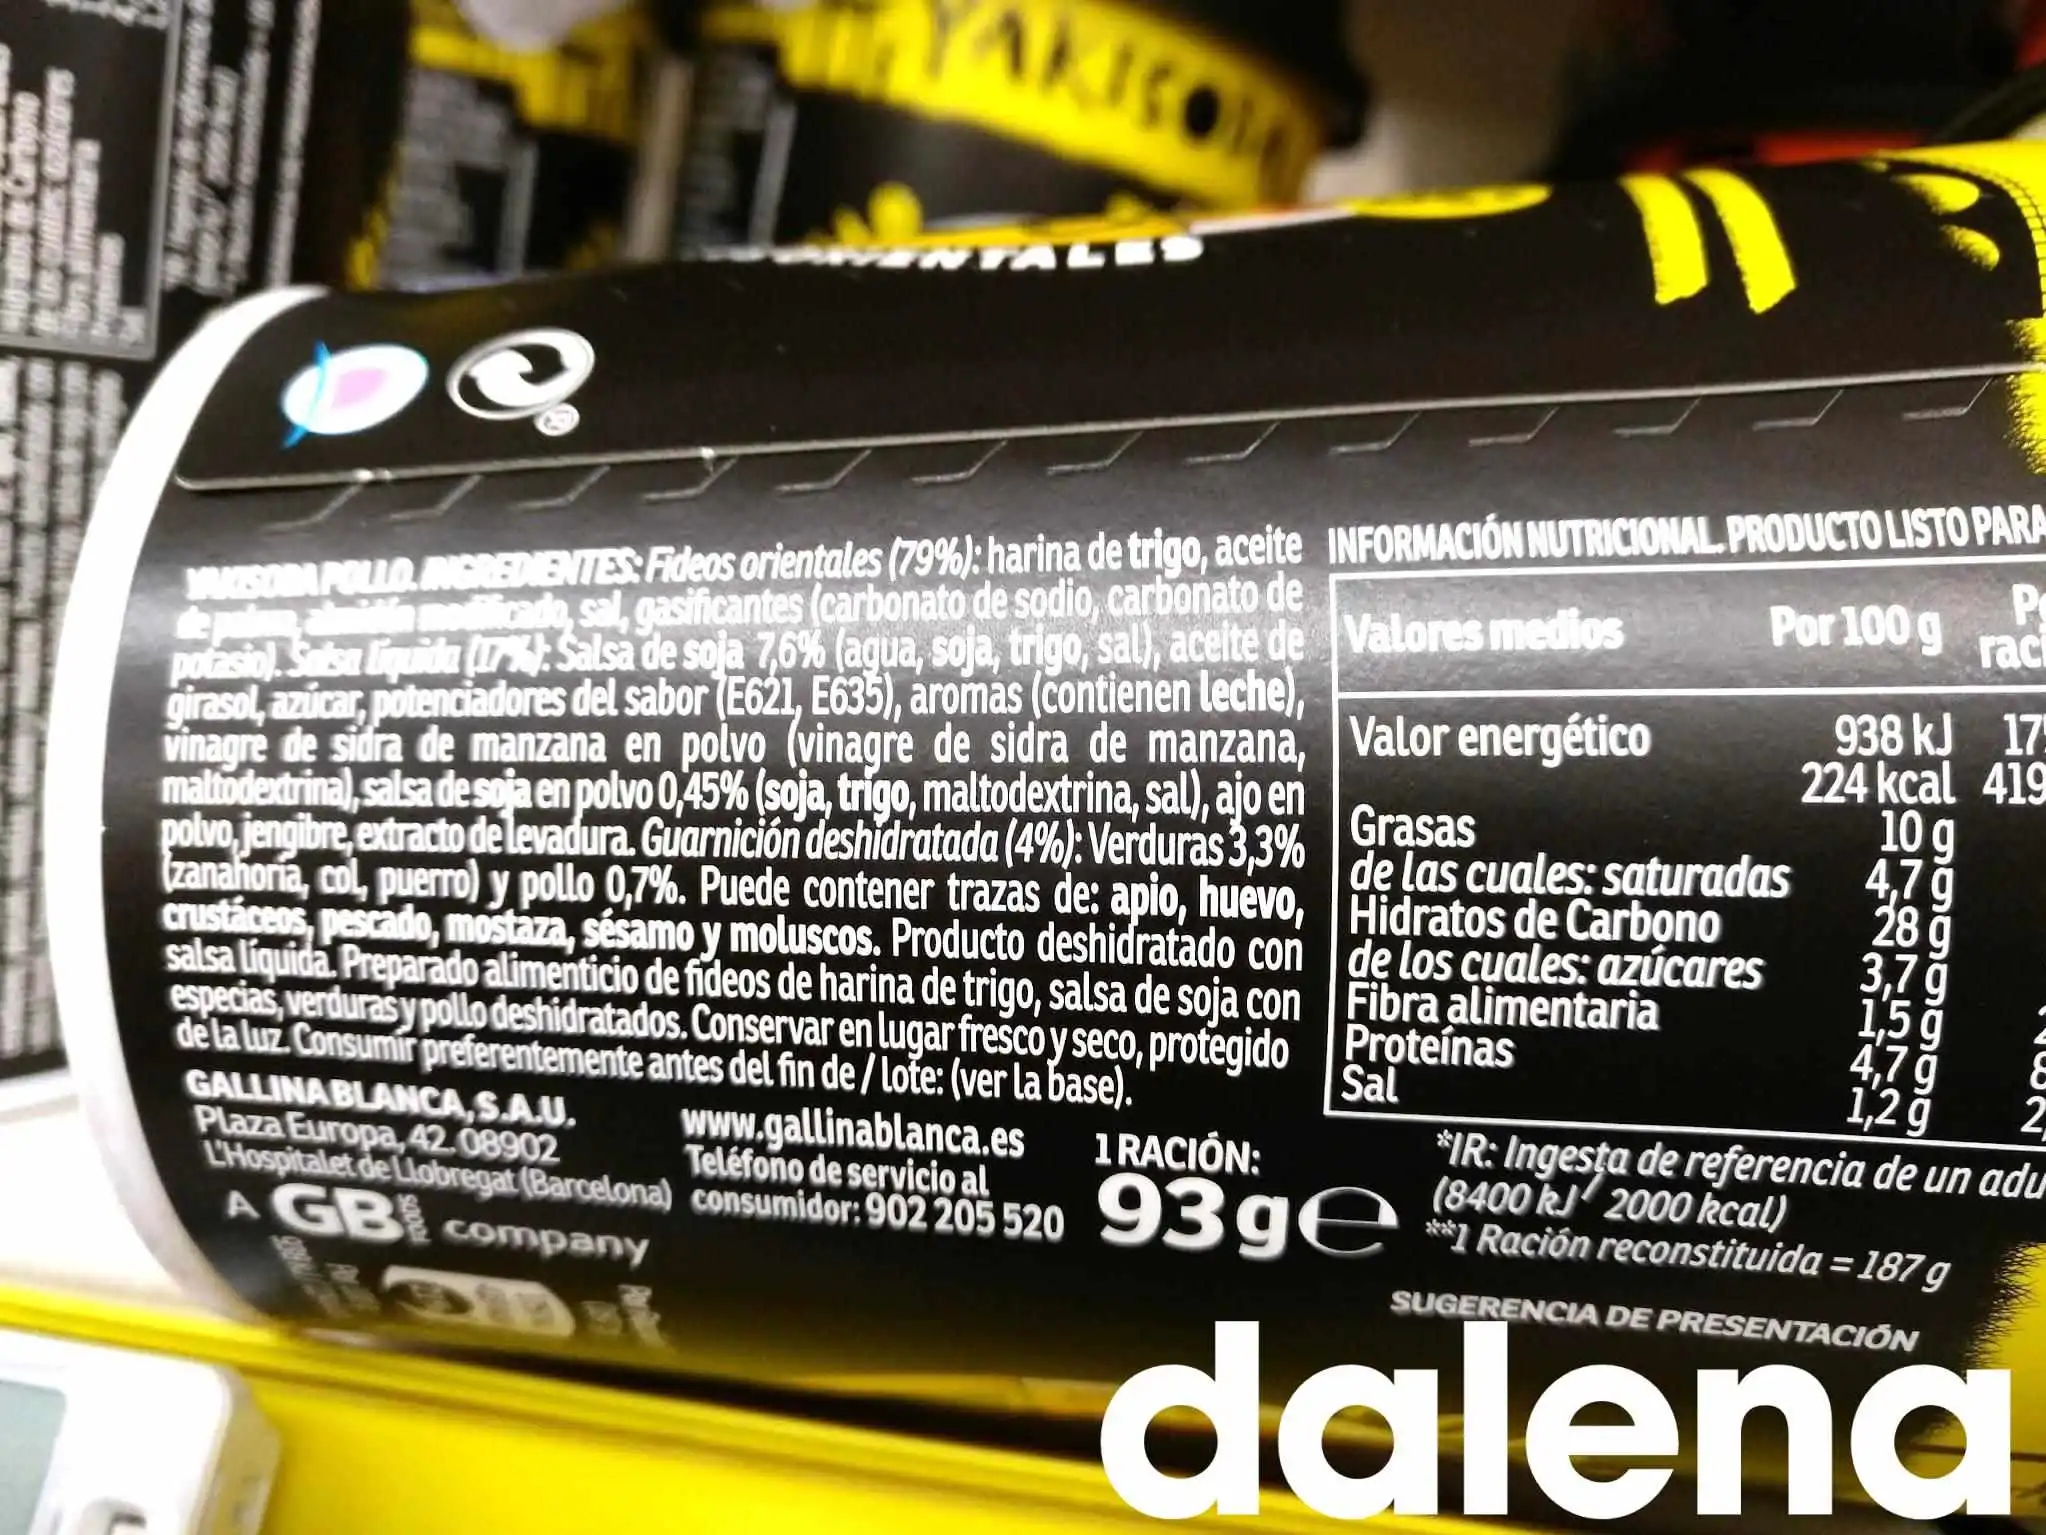 YAKISO
ORIENTALES
YAKISOBA POLLO. INGREDIENTES: Fideos orientales (79%): harina de trigo, aceite
de palma, almidón modificado, sal, gasificantes (carbonato de sodio, carbonato de
potasio). Salsa líquida (17%): Salsa de soja 7,6% (agua, soja, trigo, sal), aceite de
girasol, azúcar, potenciadores del sabor (E621, E635), aromas (contienen leche),
vinagre de sidra de manzana en polvo (vinagre de sidra de manzana,
maltodextrina), salsa de soja en polvo 0,45% (soja, trigo, maltodextrina, sal), ajo en
polvo, jengibre, extracto de levadura. Guarnición deshidratada (4%): Verduras 3,3%
(zanahoria, col, puerro) y pollo 0,7%. Puede contener trazas de: apio, huevo,
crustáceos, pescado, mostaza, sésamo y moluscos. Producto deshidratado con
salsa líquida. Preparado alimenticio de fideos de harina de trigo, salsa de soja con
especias, verduras y pollo deshidratados. Conservar en lugar fresco y seco, protegido
de la luz. Consumir preferentemente antes del fin de / lote: (ver la base).
GALLINA BLANCA, S.A.U.
Plaza Europa, 42. 08902
L'Hospitalet de Llobregat (Barcelona)
A GB FOODS company
www.gallinablanca.es
Teléfono de servicio al
consumidor: 902 205 520
1 RACIÓN:
93 g e
INFORMACIÓN NUTRICIONAL. PRODUCTO LISTO PARA
Valores medios Por 100 g
Valor energético 938 kJ
224 kcal 419
Grasas 10 g
de las cuales: saturadas 4,7 g
Hidratos de Carbono 28 g
de los cuales: azúcares 3,7 g
Fibra alimentaria 1,5 g
Proteínas 4,7 g
Sal 1,2 g
*IR: Ingesta de referencia de un adu
(8400 kJ / 2000 kcal)
**1 Ración reconstituida = 187 g
SUGERENCIA DE PRESENTACIÓN
dalena